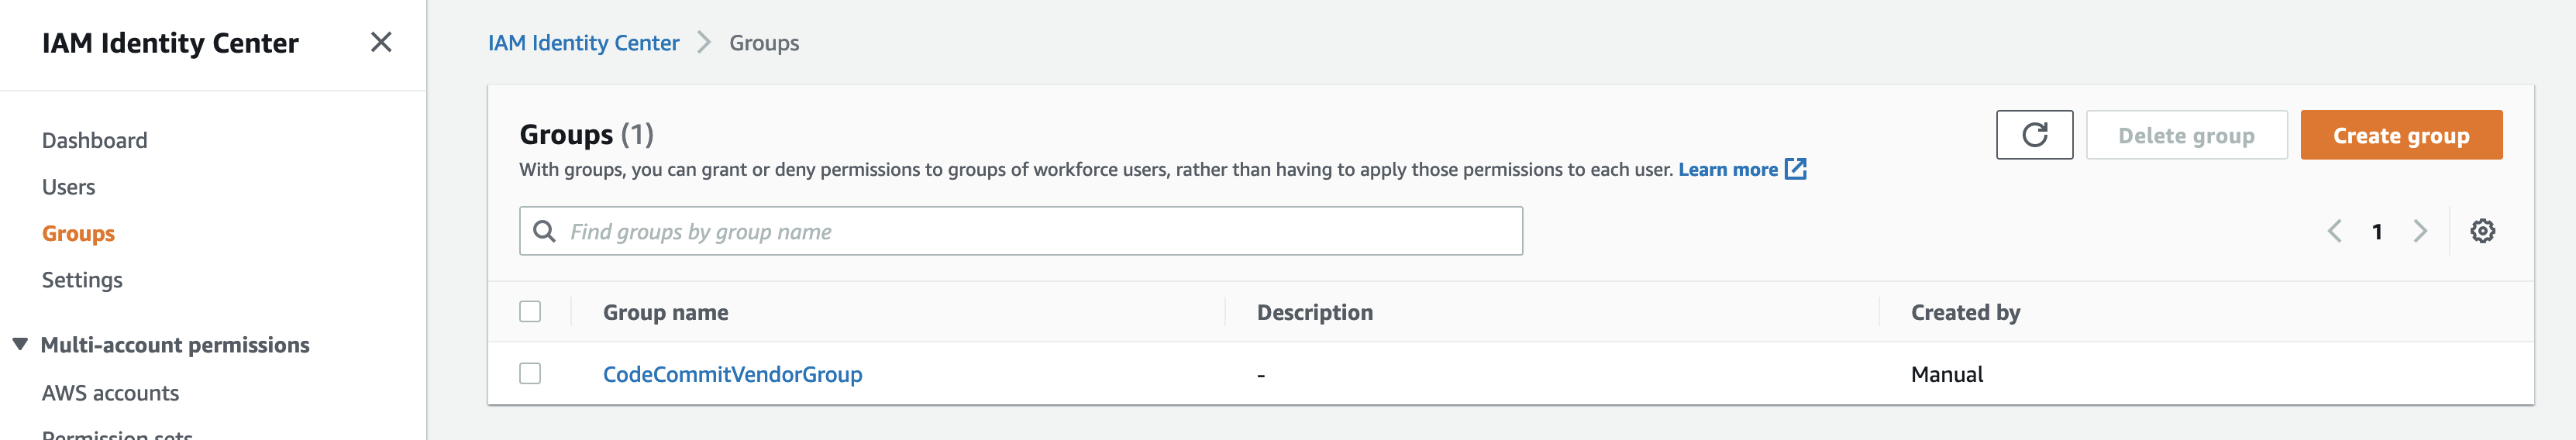 IAM Identity Center
Dashboard
Users
Groups
Settings
Multi-account permissions
AWS accounts
Permission sets
IAM Identity Center > Groups
Groups (1)
With groups, you can grant or deny permissions to groups of workforce users, rather than having to apply those permissions to each user. Learn more
Delete group
Create group
Find groups by group name
1
Group name Description Created by
CodeCommitVendorGroup - Manual